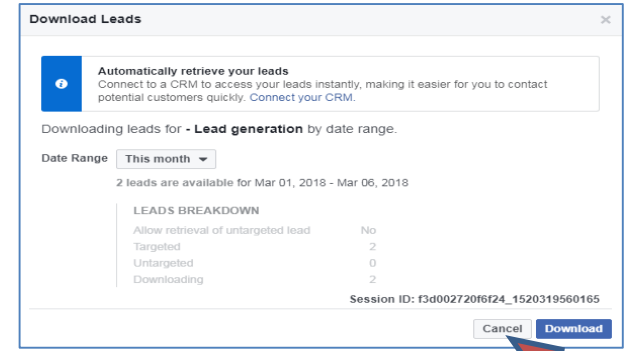 Download Leads
Automatically retrieve your leads
Connect to a CRM to access your leads instantly, making it easier for you to contact
potential customers quickly. Connect your CRM.
Downloading leads for - Lead generation by date range.
Date Range This month
2 leads are available for Mar 01, 2018 - Mar 06, 2018
LEADS BREAKDOWN
Allow retrieval of untargeted lead No
Targeted 2
Untargeted 0
Downloading 2
Session ID: f3d002720f6f24_1520319560165
Cancel Download